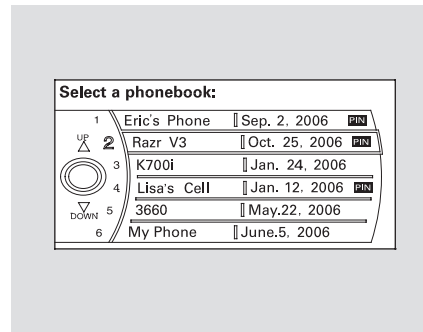 Select a phonebook:
1 Eric's Phone Sep. 2, 2006 PIN
UP 2 Razr V3 Oct. 25, 2006 PIN
3 K700i Jan. 24, 2006
4 Lisa's Cell Jan. 12, 2006 PIN
DOWN 5 3660 May.22, 2006
6 My Phone June.5, 2006